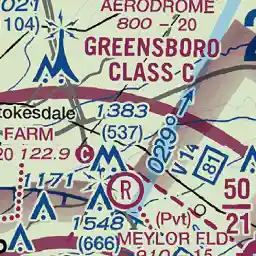 021
AERODROME
104)
800 - 20
GREENSBORO
CLASS C
okesdale
1383
FARM
(537)
20 122.9 C
029°
V 14
81
1171
R
50
21
1548
(Pvt)
(666)
MEYLOR FLD